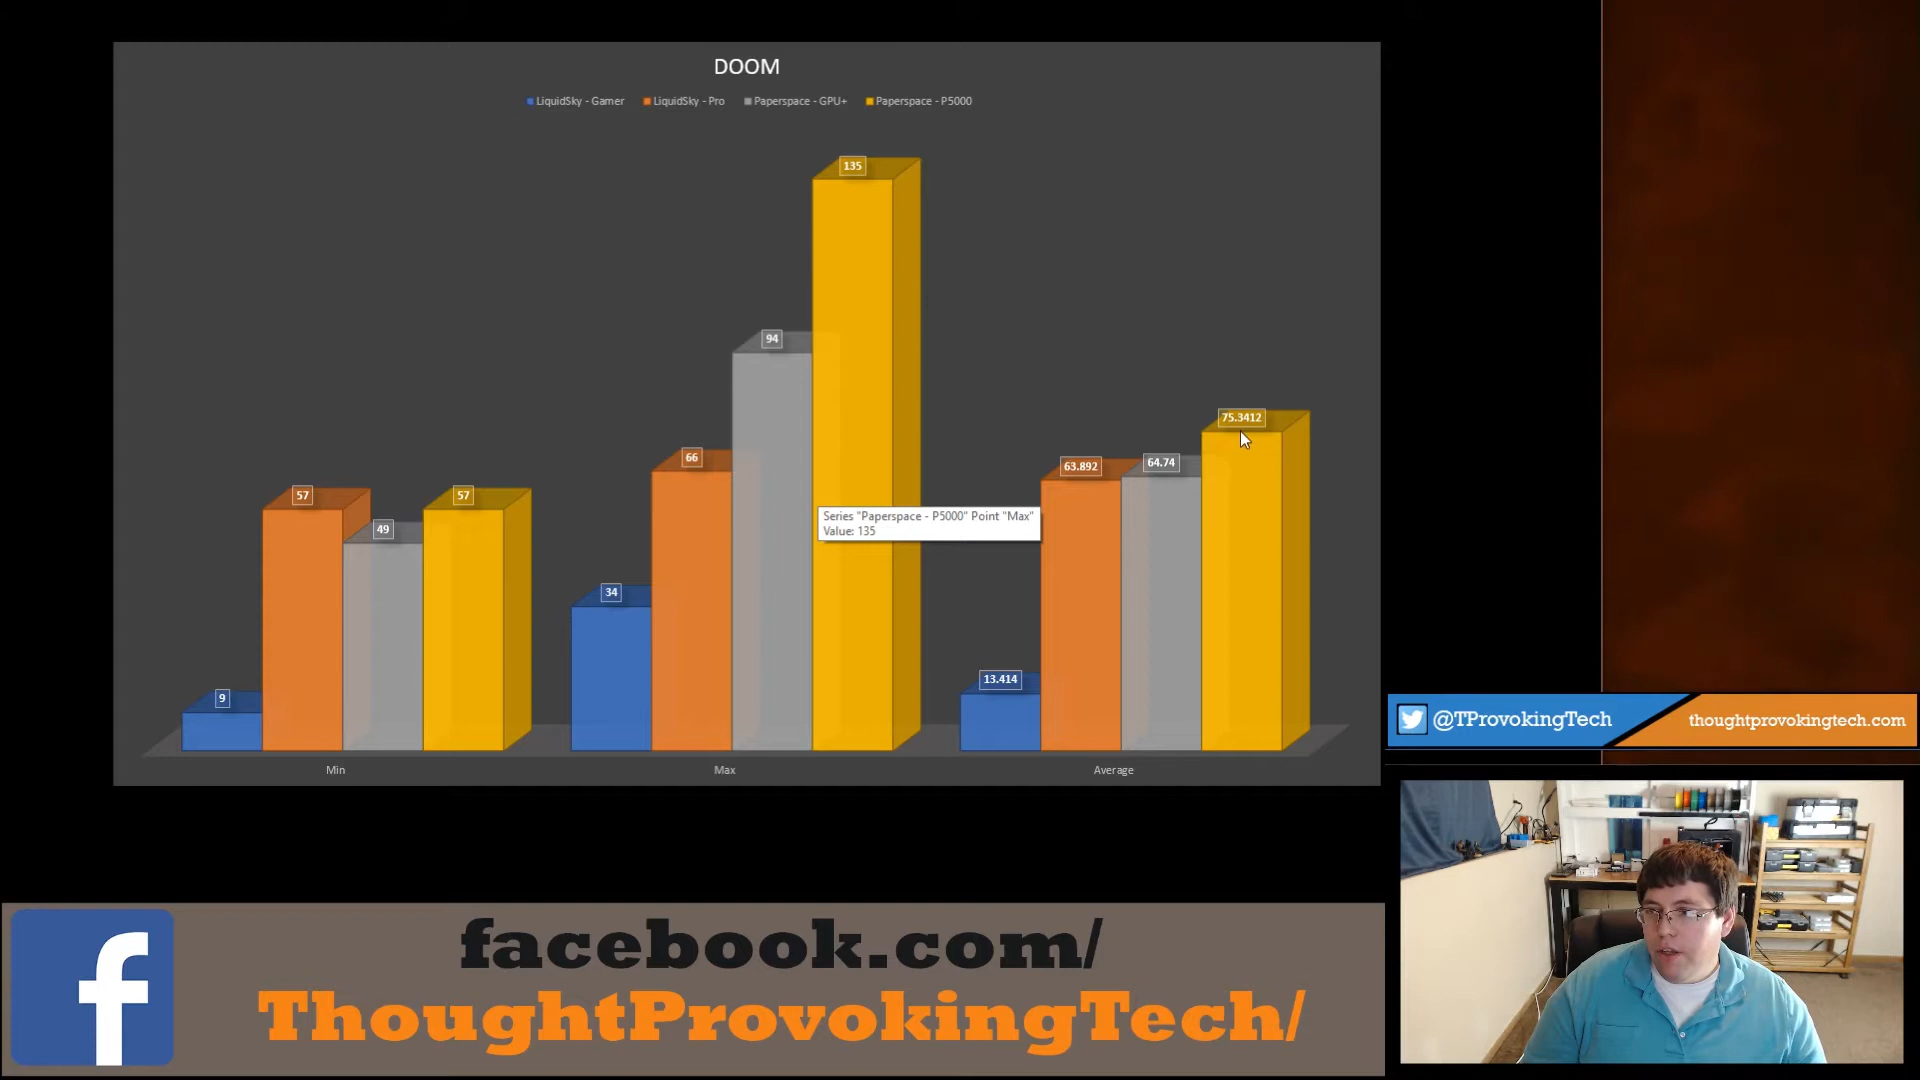 DOOM
LiquidSky - Gamer LiquidSky - Pro Paperspace - GPU+ Paperspace - P5000
135
94
75.3412
66
63.892
64.74
57
49
57
Series "Paperspace - P5000" Point "Max"
Value: 135
34
13.414
9
Min
Max
Average
@TProvokingTech
thoughtprovokingtech.com
f
facebook.com/
ThoughtProvokingTech/